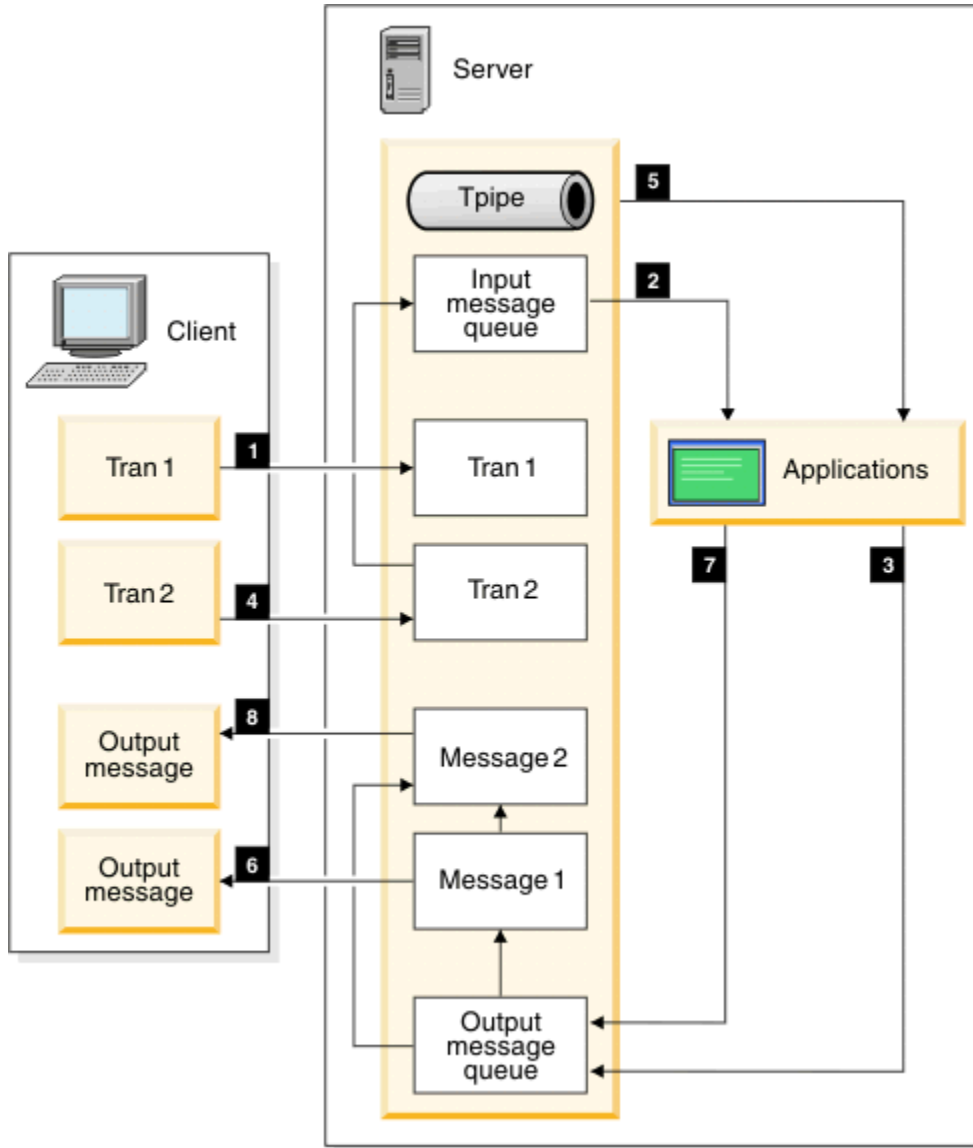 Server
Tpipe
5
Input
message
queue
2
Client
Tran 1
1
Tran 1
Applications
Tran 2
4
Tran 2
7
3
Output
message
8
Message 2
Output
message
6
Message 1
Output
message
queue